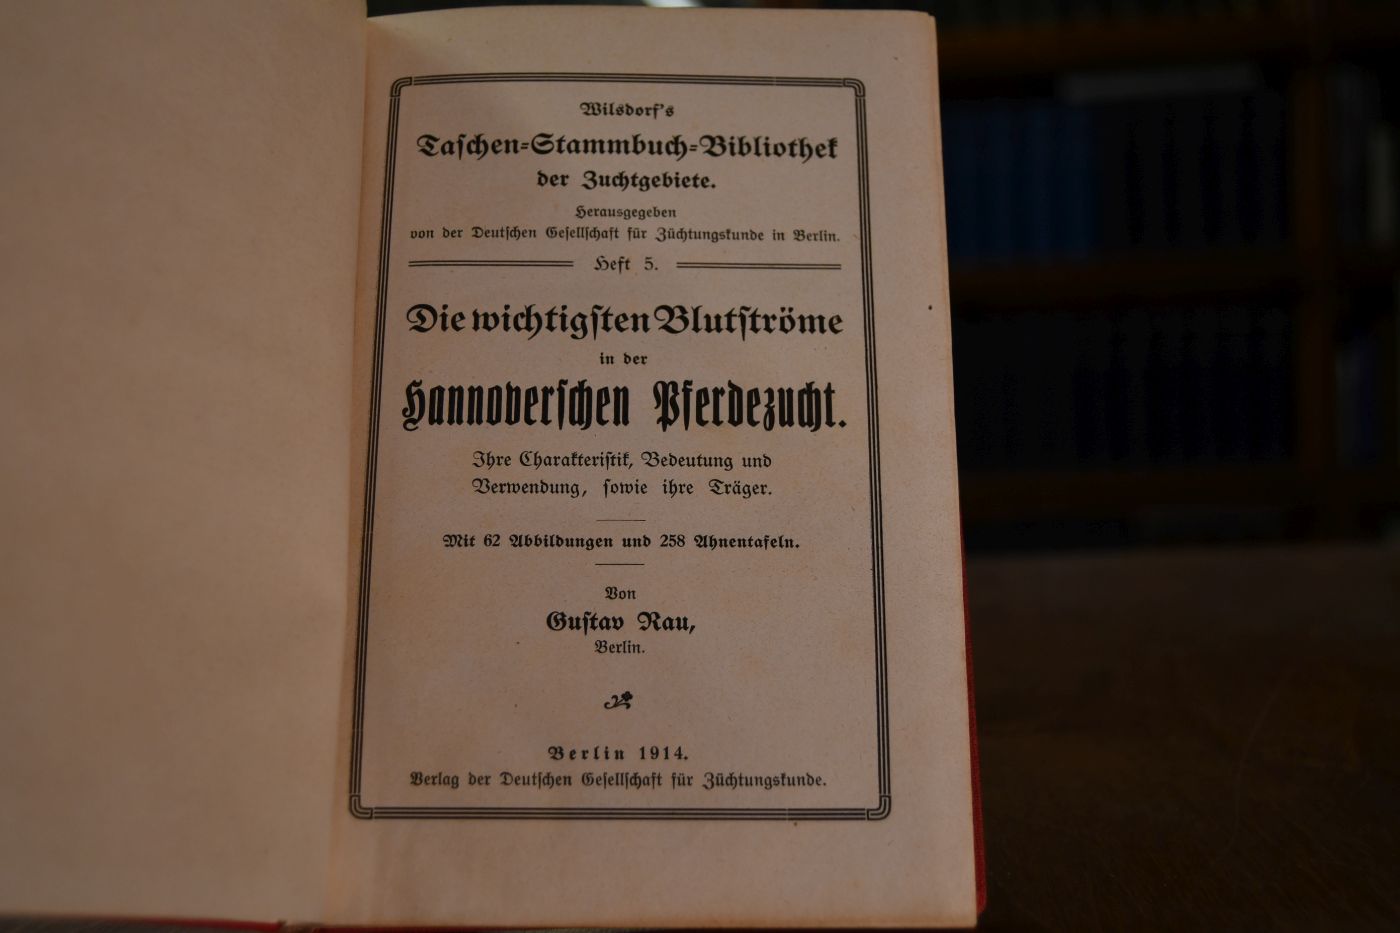 Wilsdorf's
Taſchen=Stammbuch=Bibliothek
der Zuchtgebiete.
Herausgegeben
von der Deutſchen Geſellſchaft für Züchtungskunde in Berlin.
Heft 5.
Die wichtigſten Blutſtröme
in der
Hannoverſchen Pferdezucht.
Ihre Charakteriſtik, Bedeutung und
Verwendung, ſowie ihre Träger.
Mit 62 Abbildungen und 258 Ahnentafeln.
Von
Guſtav Rau,
Berlin.
Berlin 1914.
Verlag der Deutſchen Geſellſchaft für Züchtungskunde.